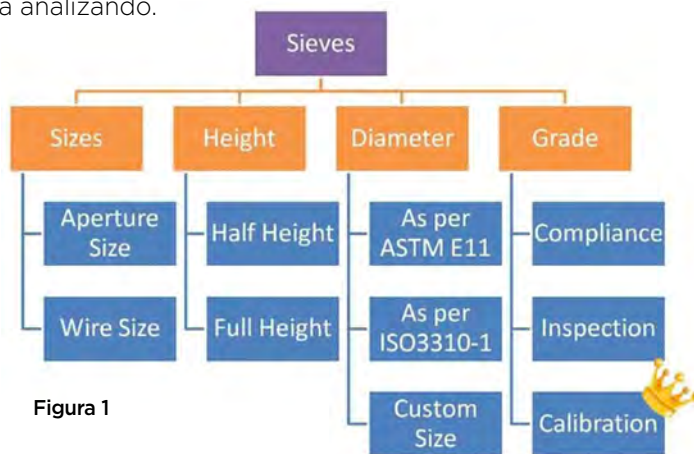 a analizando.
Sieves
Sizes
Height
Diameter
Grade
Aperture
Size
Half Height
As per
ASTM E11
Compliance
Wire Size
Full Height
As per
ISO3310-1
Inspection
Custom
Size
Calibration
Figura 1